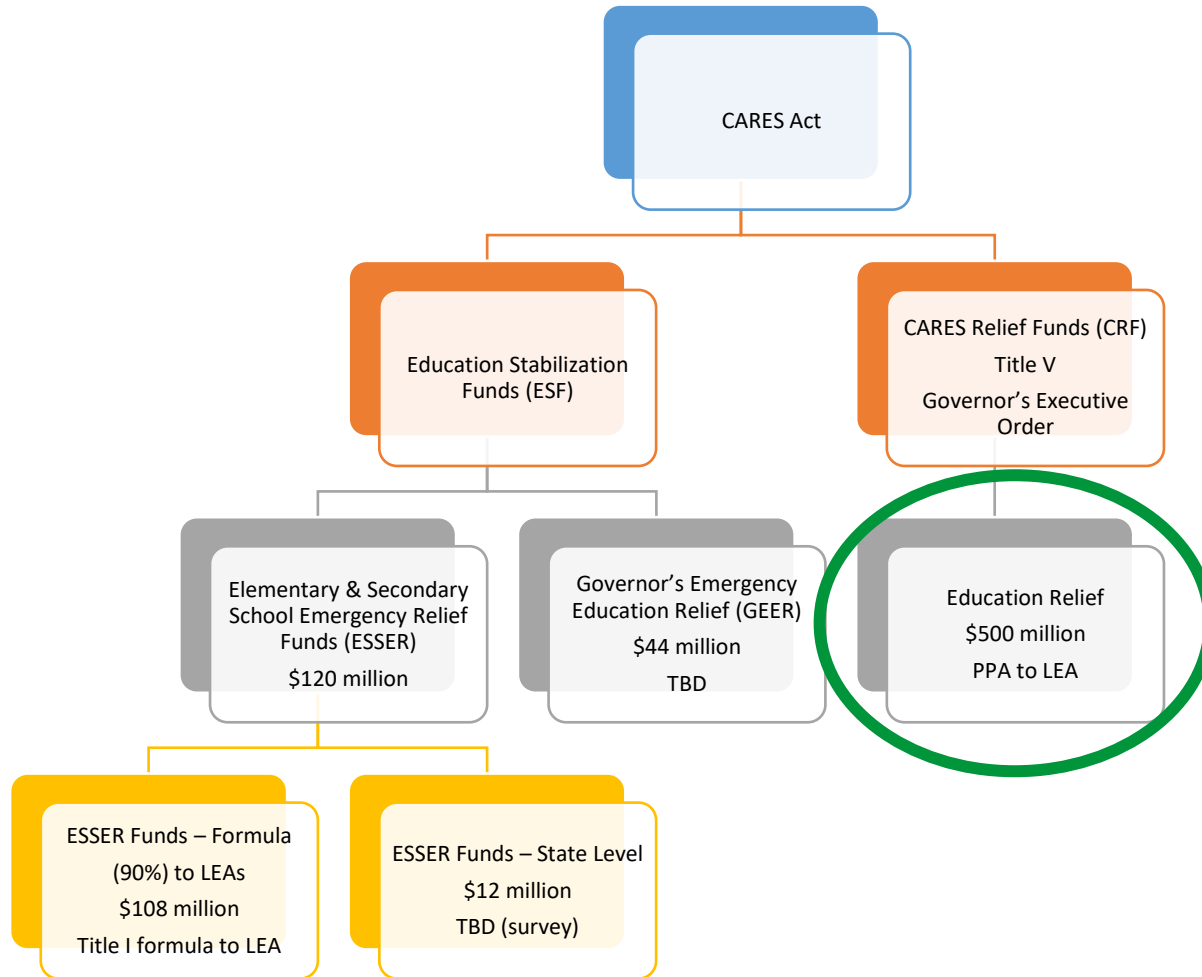 CARES Act
Education Stabilization
Funds (ESF)
CARES Relief Funds (CRF)
Title V
Governor’s Executive
Order
Elementary & Secondary
School Emergency Relief
Funds (ESSER)
$120 million
Governor’s Emergency
Education Relief (GEER)
$44 million
TBD
Education Relief
$500 million
PPA to LEA
ESSER Funds – Formula
(90%) to LEAs
$108 million
Title I formula to LEA
ESSER Funds – State Level
$12 million
TBD (survey)